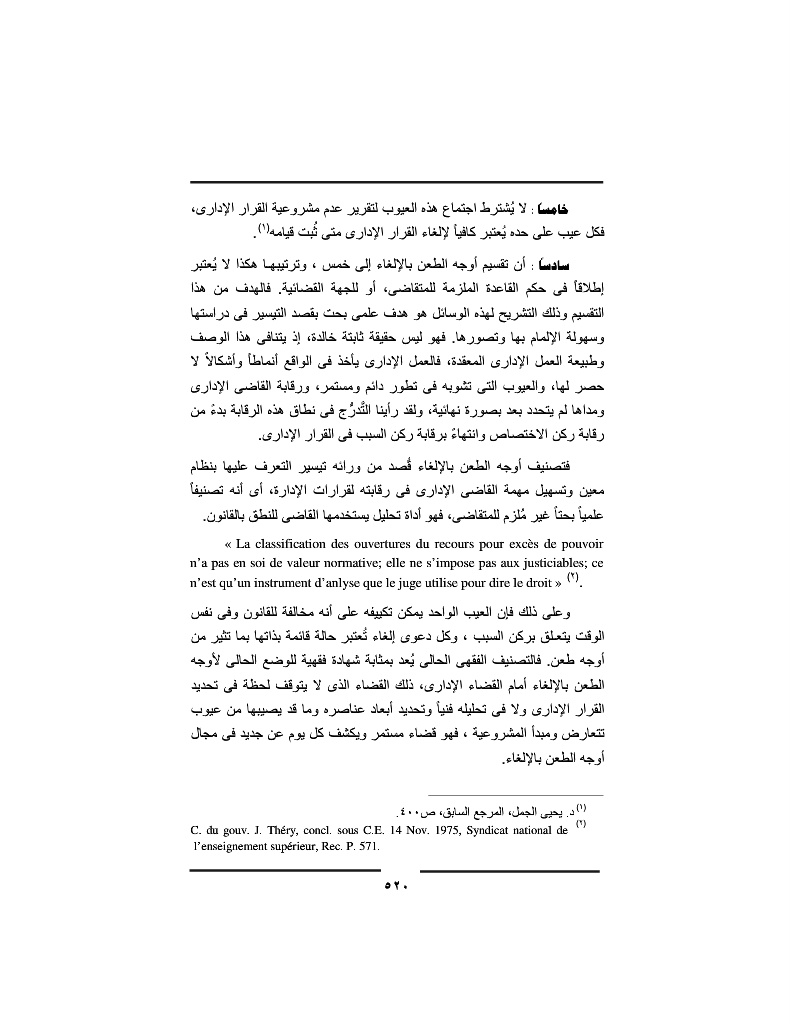 خامساً : لا يُشترط اجتماع هذه العيوب لتقرير عدم مشروعية القرار الإدارى،
فكل عيب على حده يُعتبر كافياً لإلغاء القرار الإدارى متى ثُبت قيامه(١).
سادساً : أن تقسيم أوجه الطعن بالإلغاء إلى خمس ، وترتيبها هكذا لا يُعتبر
إطلاقاً فى حكم القاعدة الملزمة للمتقاضى، أو للجهة القضائية. فالهدف من هذا
التقسيم وذلك التشريح لهذه الوسائل هو هدف علمى بحت بقصد التيسير فى دراستها
وسهولة الإلمام بها وتصورها. فهو ليس حقيقة ثابتة خالدة، إذ يتنافى هذا الوصف
وطبيعة العمل الإدارى المعقدة، فالعمل الإدارى يأخذ فى الواقع أنماطاً وأشكالاً لا
حصر لها، والعيوب التى تشوبه فى تطور دائم ومستمر، ورقابة القاضى الإدارى
ومداها لم يتحدد بعد بصورة نهائية، ولقد رأينا التَّدرُّج فى نطاق هذه الرقابة بدءً من
رقابة ركن الاختصاص وانتهاءً برقابة ركن السبب فى القرار الإدارى.
فتصنيف أوجه الطعن بالإلغاء قُصد من ورائه تيسير التعرف عليها بنظام
معين وتسهيل مهمة القاضى الإدارى فى رقابته لقرارات الإدارة، أى أنه تصنيفاً
علمياً بحتاً غير مُلزم للمتقاضى، فهو أداة تحليل يستخدمها القاضى للنطق بالقانون.
« La classification des ouvertures du recours pour excès de pouvoir
n’a pas en soi de valeur normative; elle ne s’impose pas aux justiciables; ce
n’est qu’un instrument d’anlyse que le juge utilise pour dire le droit » (٢).
وعلى ذلك فإن العيب الواحد يمكن تكييفه على أنه مخالفة للقانون وفى نفس
الوقت يتعلق بركن السبب ، وكل دعوى إلغاء تُعتبر حالة قائمة بذاتها بما تثير من
أوجه طعن. فالتصنيف الفقهى الحالى يُعد بمثابة شهادة فقهية للوضع الحالى لأوجه
الطعن بالإلغاء أمام القضاء الإدارى، ذلك القضاء الذى لا يتوقف لحظة فى تحديد
القرار الإدارى ولا فى تحليله فنياً وتحديد أبعاد عناصره وما قد يصيبها من عيوب
تتعارض ومبدأ المشروعية ، فهو قضاء مستمر ويكشف كل يوم عن جديد فى مجال
أوجه الطعن بالإلغاء.
(١) د. يحيى الجمل، المرجع السابق، ص٤٠٠.
(٢) C. du gouv. J. Théry, concl. sous C.E. 14 Nov. 1975, Syndicat national de
l’enseignement supérieur, Rec. P. 571.
٥٢٠